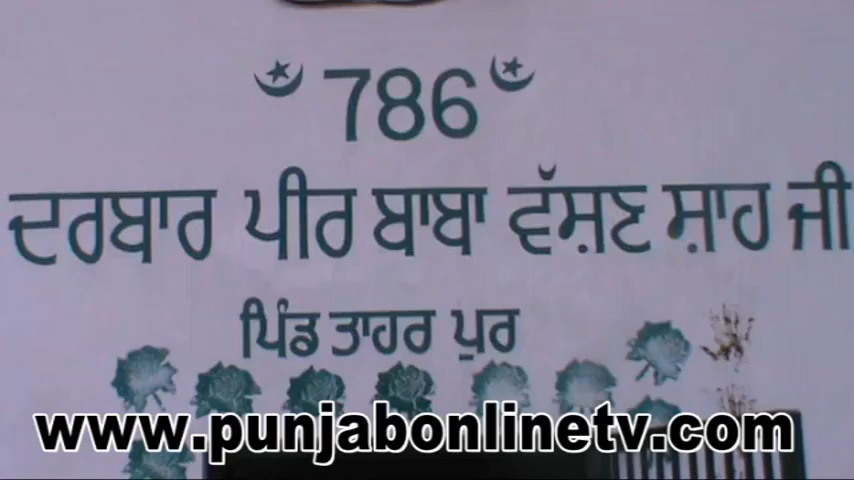 786
ਦਰਬਾਰ ਪੀਰ ਬਾਬਾ ਵੱਸ਼ਣ ਸ਼ਾਹ ਜੀ
ਪਿੰਡ ਤਾਹਰ ਪੁਰ
www.punjabonlinetv.com